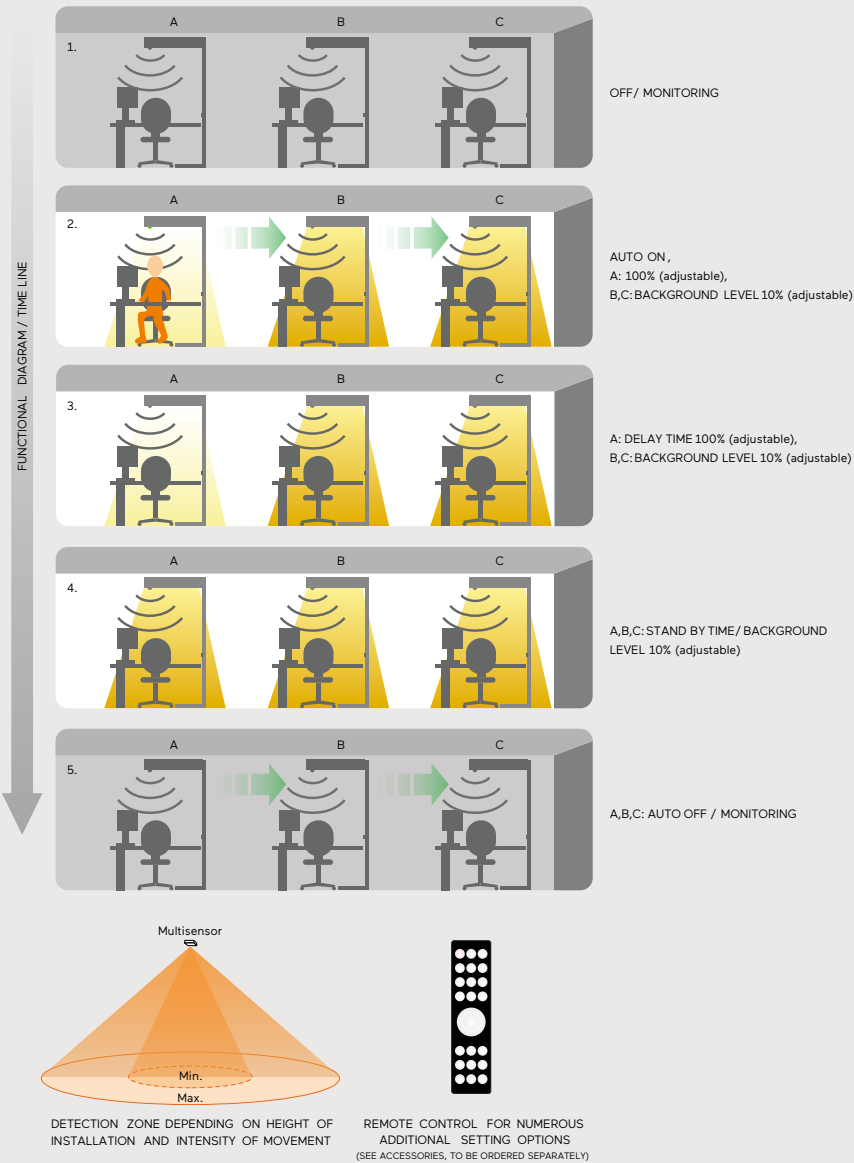 FUNCTIONAL DIAGRAM / TIME LINE
A B C
1.
OFF/ MONITORING
A B C
2.
AUTO ON,
A: 100% (adjustable),
B,C: BACKGROUND LEVEL 10% (adjustable)
A B C
3.
A: DELAY TIME 100% (adjustable),
B,C: BACKGROUND LEVEL 10% (adjustable)
A B C
4.
A,B,C: STAND BY TIME/ BACKGROUND
LEVEL 10% (adjustable)
A B C
5.
A,B,C: AUTO OFF / MONITORING
Multisensor
Min.
Max.
DETECTION ZONE DEPENDING ON HEIGHT OF
INSTALLATION AND INTENSITY OF MOVEMENT
REMOTE CONTROL FOR NUMEROUS
ADDITIONAL SETTING OPTIONS
(SEE ACCESSORIES, TO BE ORDERED SEPARATELY)